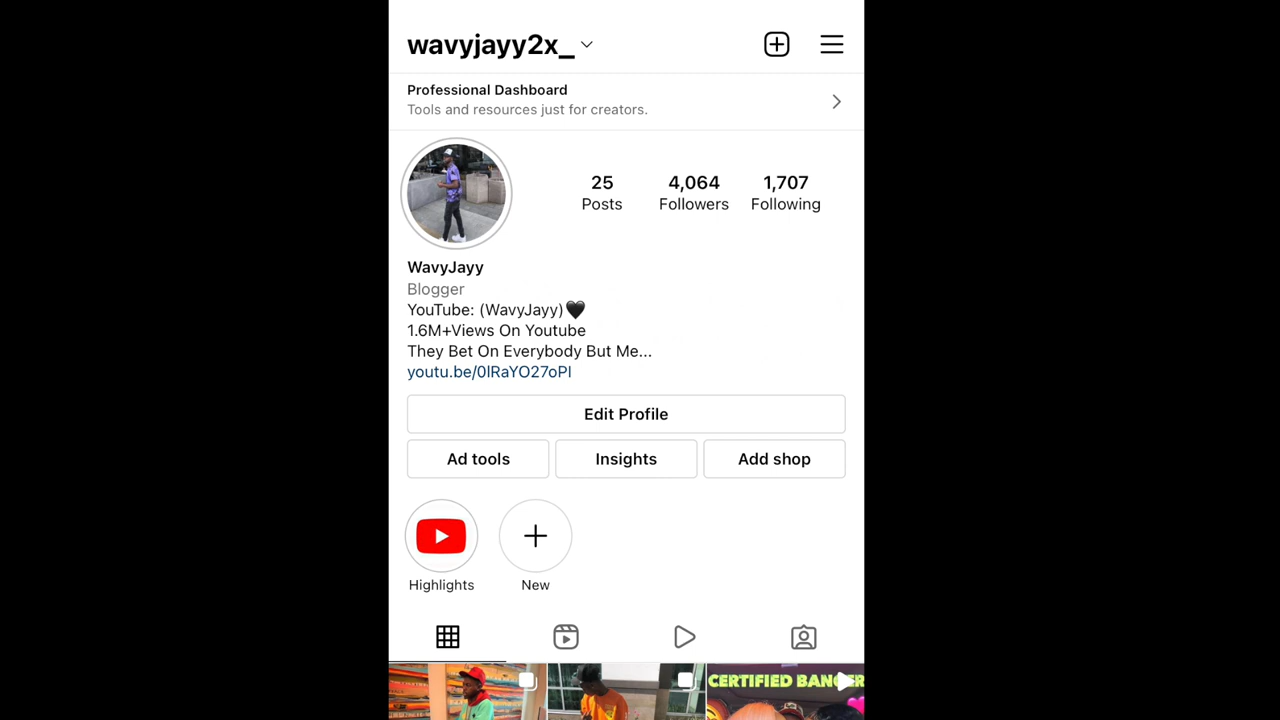 wavyjayy2x_
Professional Dashboard
Tools and resources just for creators.
25 4,064 1,707
Posts Followers Following
WavyJayy
Blogger
YouTube: (WavyJayy)🖤
1.6M+Views On Youtube
They Bet On Everybody But Me...
youtu.be/0lRaYO27oPI
Edit Profile
Ad tools Insights Add shop
Highlights New
CERTIFIED BANGER